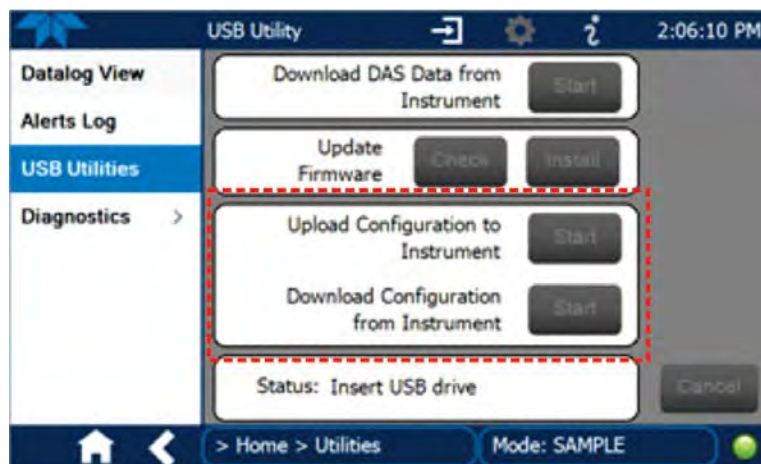 USB Utility
2:06:10 PM
Datalog View
Alerts Log
USB Utilities
Diagnostics >
Download DAS Data from
Instrument
Start
Update
Firmware
Check
Install
Upload Configuration to
Instrument
Start
Download Configuration
from Instrument
Start
Status: Insert USB drive
Cancel
> Home > Utilities
Mode: SAMPLE